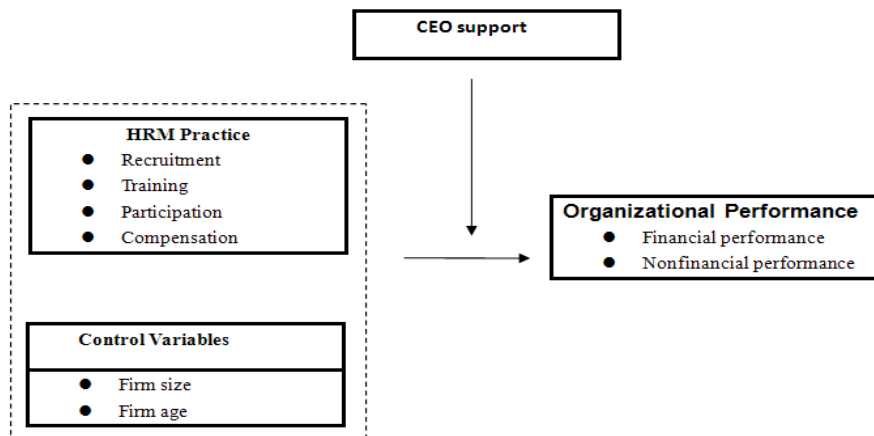 CEO support
HRM Practice
● Recruitment
● Training
● Participation
● Compensation
Organizational Performance
● Financial performance
● Nonfinancial performance
Control Variables
● Firm size
● Firm age